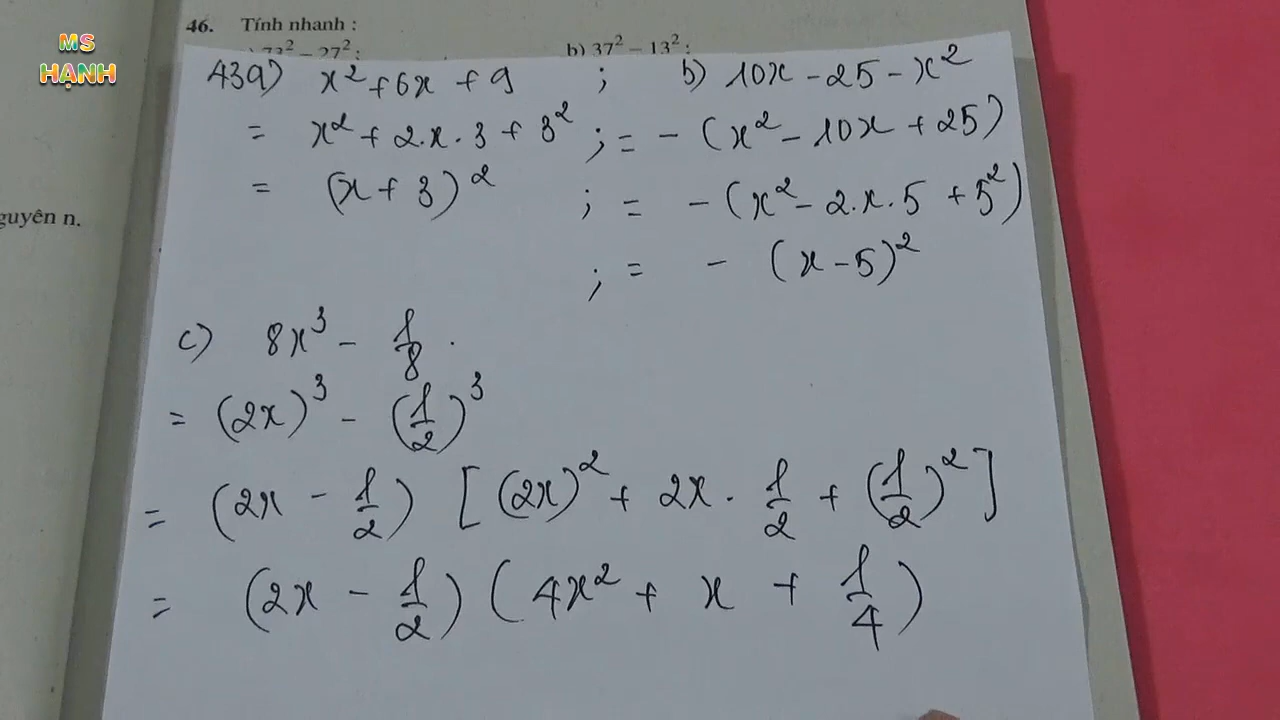 MS
HẠNH
46. Tính nhanh :
a) 73² – 27² ; b) 37² – 13² ;
guyên n.
43a) x² + 6x + 9 ; b) 10x – 25 – x²
= x² + 2.x.3 + 3² ; = – (x² – 10x + 25)
= (x + 3)² ; = – (x² – 2.x.5 + 5²)
; = – (x – 5)²
c) 8x³ – 1/8 .
= (2x)³ – (1/2)³
= (2x – 1/2) [(2x)² + 2x . 1/2 + (1/2)²]
= (2x – 1/2) (4x² + x + 1/4)